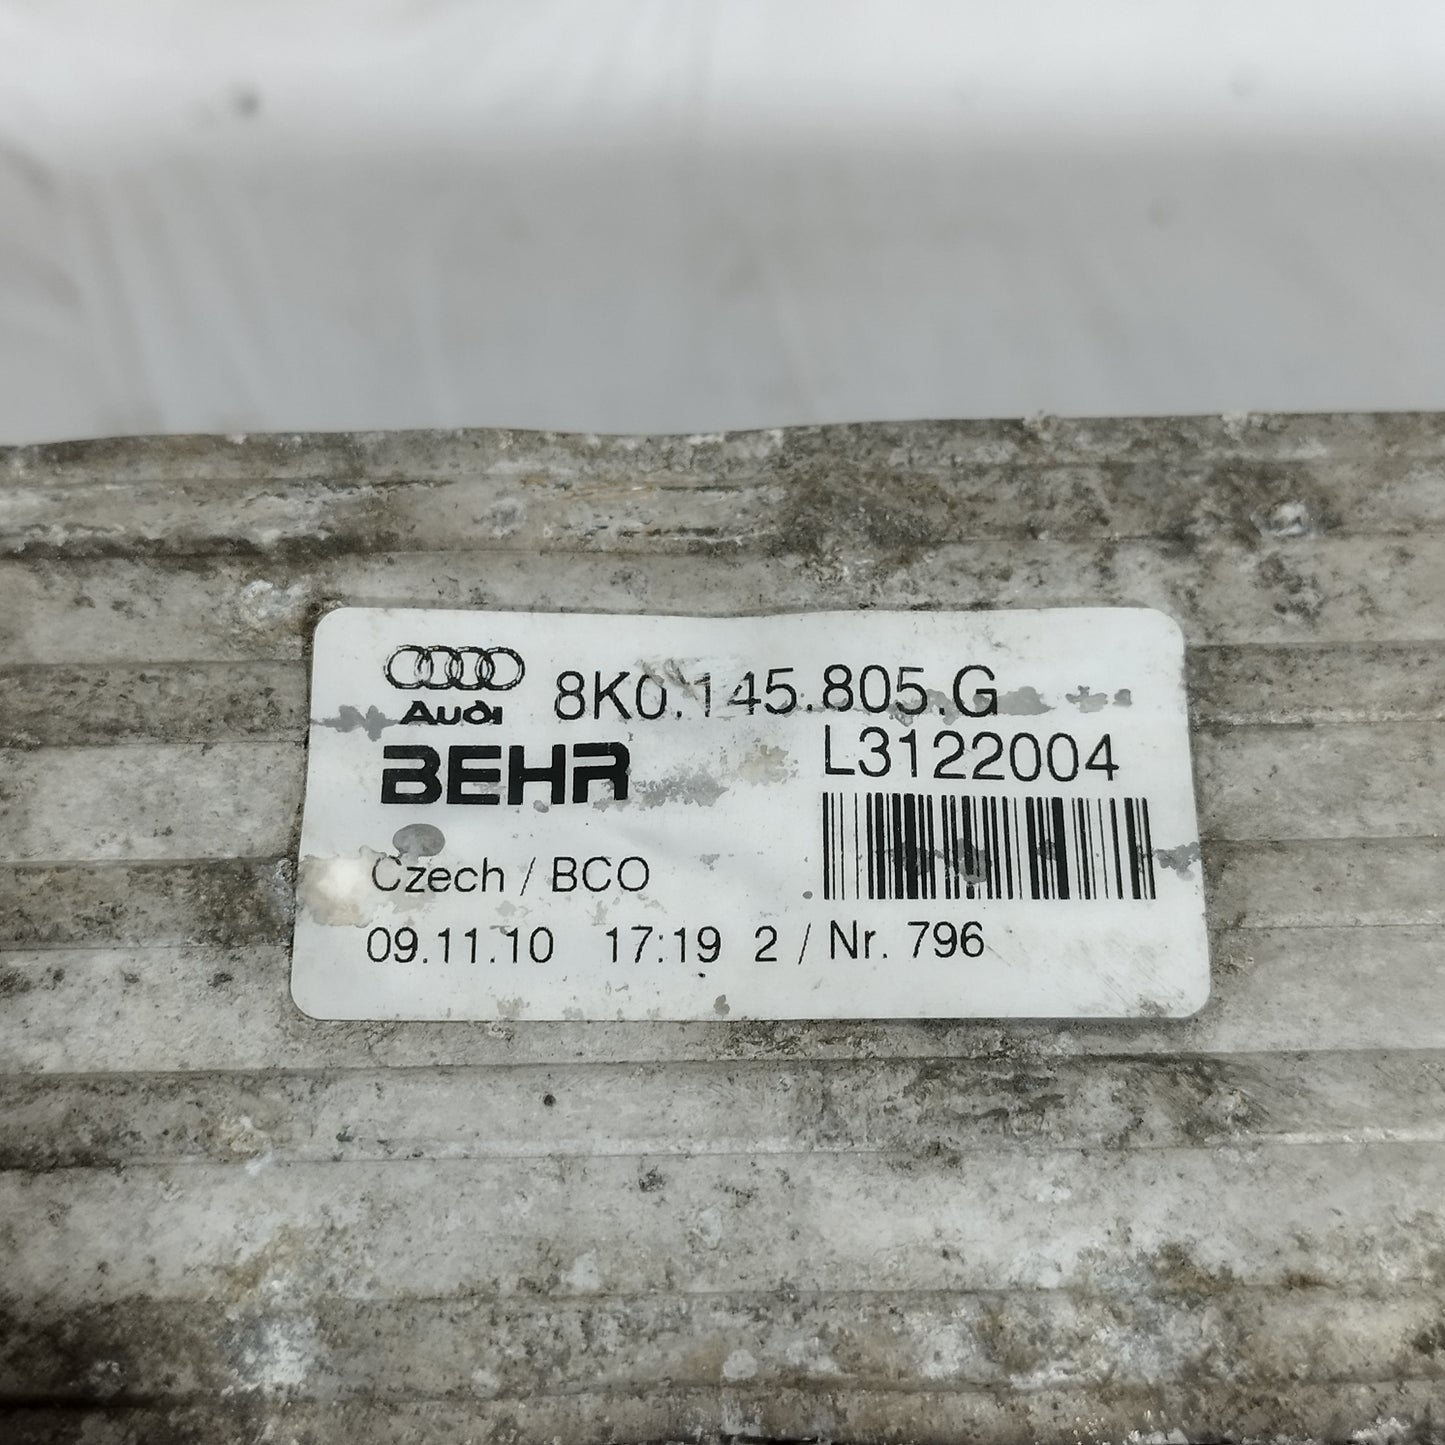 Audi 8K0.145.805.G
BEHR L3122004
Czech / BCO
09.11.10 17:19 2 / Nr. 796